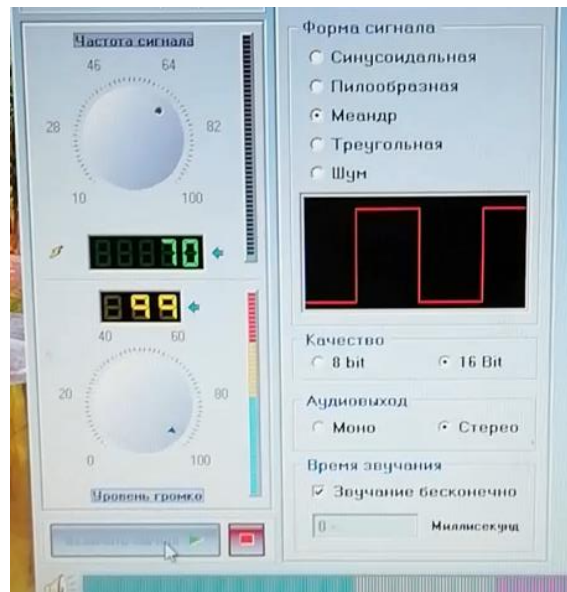 Частота сигнала
46 64
28 82
10 100
70
99
40 60
20 80
0 100
Уровень громко
Форма сигнала
Синусоидальная
Пилообразная
Меандр
Треугольная
Шум
Качество
8 bit 16 Bit
Аудиовыход
Моно Стерео
Время звучания
Звучание бесконечно
0 Миллисекунд